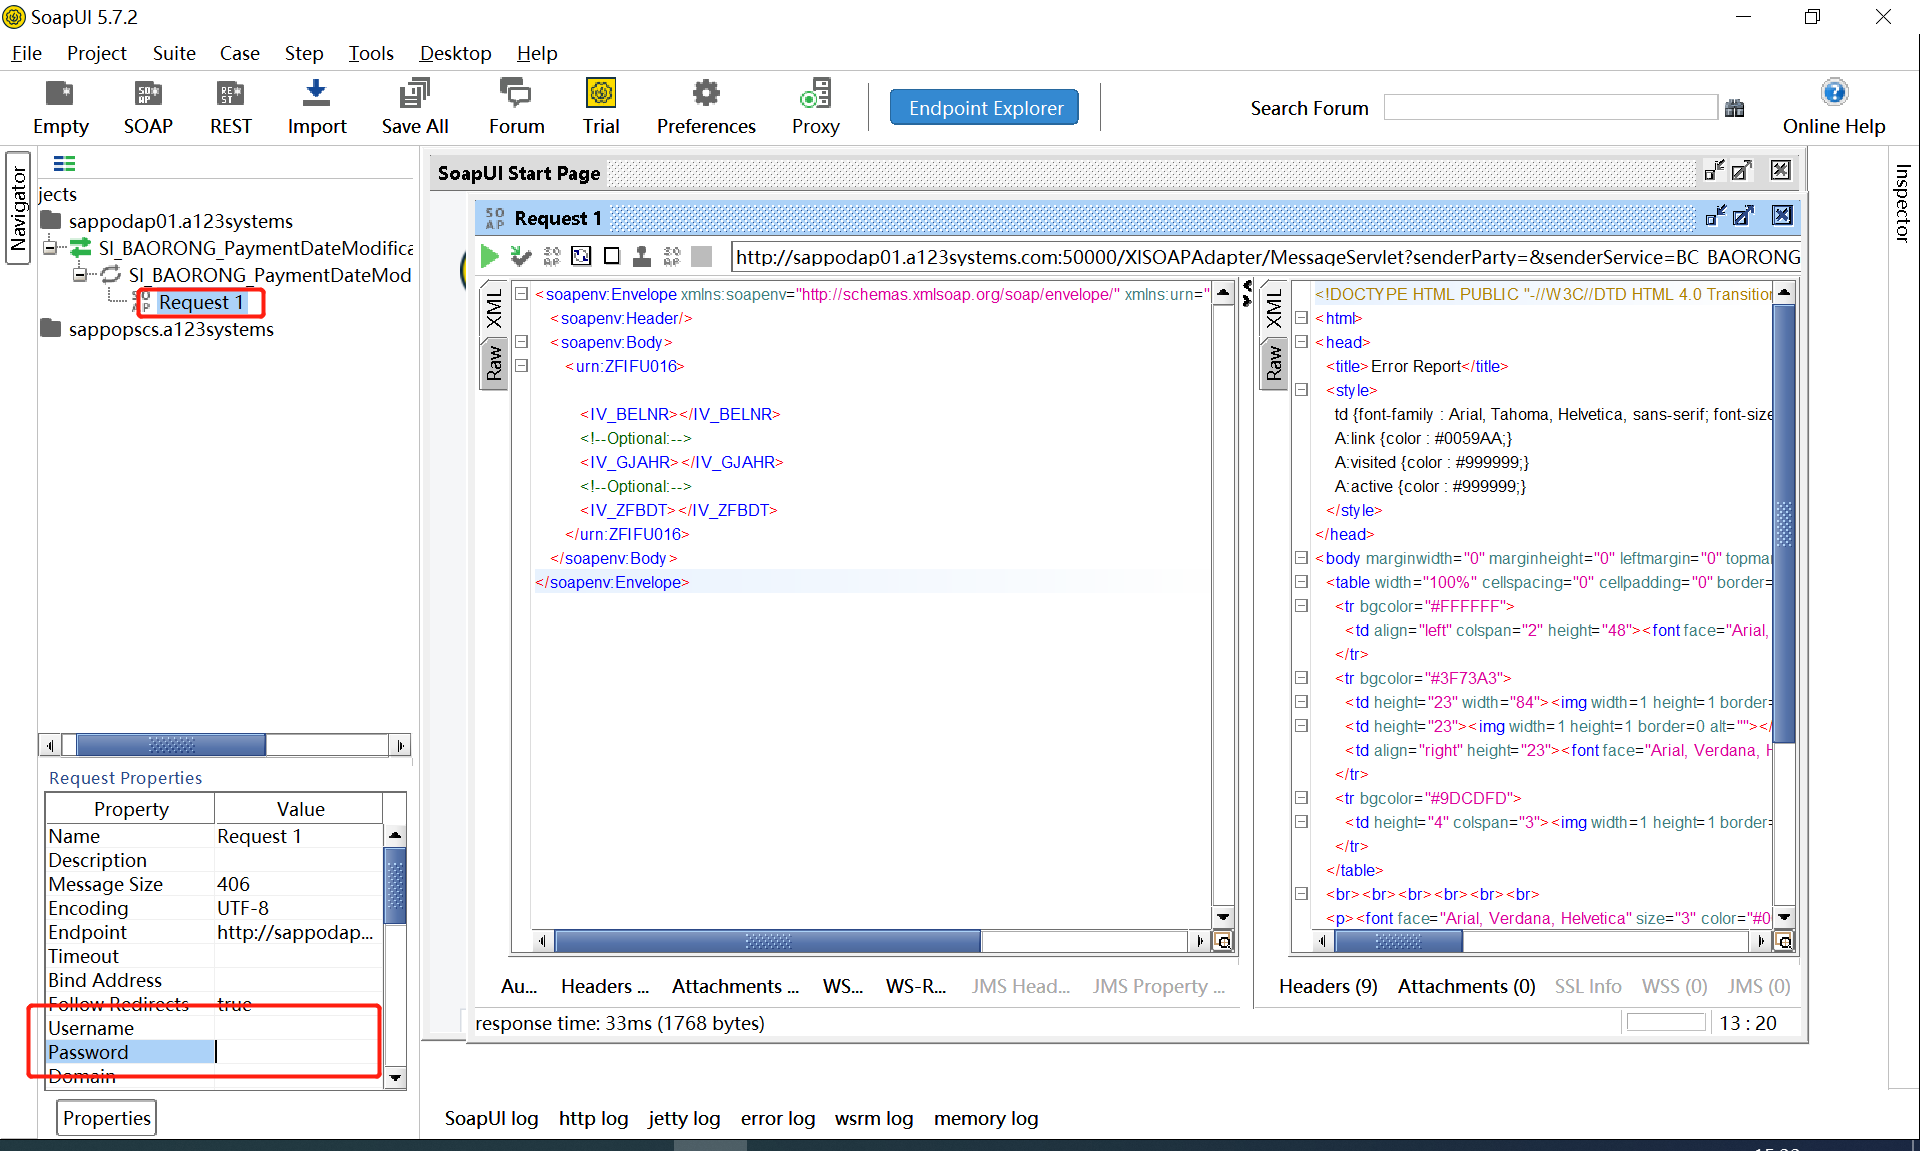 SoapUI 5.7.2
File Project Suite Case Step Tools Desktop Help
Empty SOAP REST Import Save All Forum Trial Preferences Proxy Endpoint Explorer Search Forum Online Help
Navigator
jects
sappodap01.a123systems
SI_BAORONG_PaymentDateModifica
SI_BAORONG_PaymentDateMod
Request 1
sappopscs.a123systems
Request Properties
Property Value
Name Request 1
Description
Message Size 406
Encoding UTF-8
Endpoint http://sappodap...
Timeout
Bind Address
Follow Redirects true
Username
Password
Domain
Properties
SoapUI Start Page
Request 1
http://sappodap01.a123systems.com:50000/XISOAPAdapter/MessageServlet?senderParty=&senderService=BC_BAORONG
XML
Raw
<soapenv:Envelope xmlns:soapenv="http://schemas.xmlsoap.org/soap/envelope/" xmlns:urn="
<soapenv:Header/>
<soapenv:Body>
<urn:ZFIFU016>
<IV_BELNR></IV_BELNR>
<!--Optional:-->
<IV_GJAHR></IV_GJAHR>
<!--Optional:-->
<IV_ZFBDT></IV_ZFBDT>
</urn:ZFIFU016>
</soapenv:Body>
</soapenv:Envelope>
Au... Headers ... Attachments ... WS... WS-R... JMS Head... JMS Property ...
XML
Raw
<!DOCTYPE HTML PUBLIC "-//W3C//DTD HTML 4.0 Transition
<html>
<head>
<title>Error Report</title>
<style>
td {font-family : Arial, Tahoma, Helvetica, sans-serif; font-size
A:link {color : #0059AA;}
A:visited {color : #999999;}
A:active {color : #999999;}
</style>
</head>
<body marginwidth="0" marginheight="0" leftmargin="0" topmar
<table width="100%" cellspacing="0" cellpadding="0" border=
<tr bgcolor="#FFFFFF">
<td align="left" colspan="2" height="48"><font face="Arial,
</tr>
<tr bgcolor="#3F73A3">
<td height="23" width="84"><img width=1 height=1 border=
<td height="23"><img width=1 height=1 border=0 alt=""></
<td align="right" height="23"><font face="Arial, Verdana, H
</tr>
<tr bgcolor="#9DCDFD">
<td height="4" colspan="3"><img width=1 height=1 border=
</tr>
</table>
<br><br><br><br><br><br>
<p><font face="Arial, Verdana, Helvetica" size="3" color="#0
Headers (9) Attachments (0) SSL Info WSS (0) JMS (0)
response time: 33ms (1768 bytes)
13 : 20
Inspector
SoapUI log http log jetty log error log wsrm log memory log